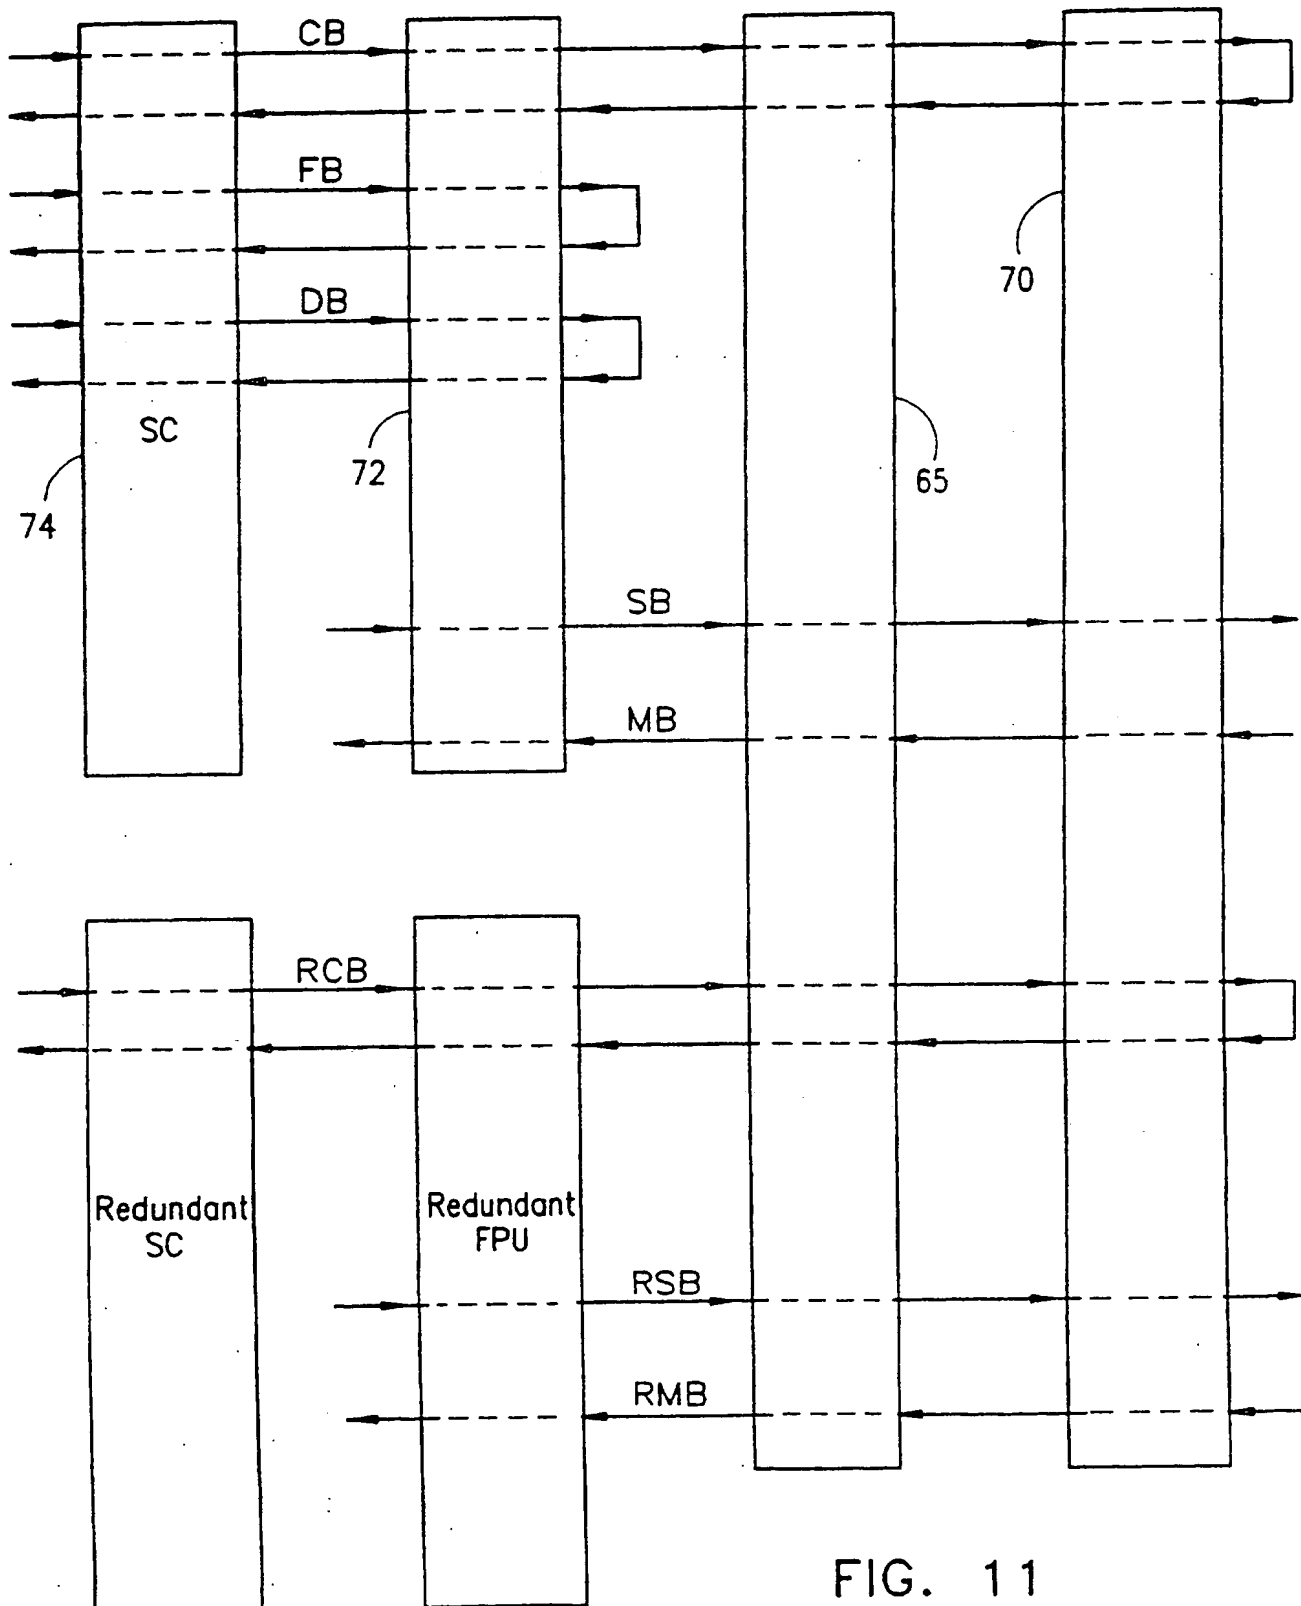 CB
FB
70
DB
SC
72
65
74
SB
MB
RCB
Redundant
SC
Redundant
FPU
RSB
RMB
FIG. 11